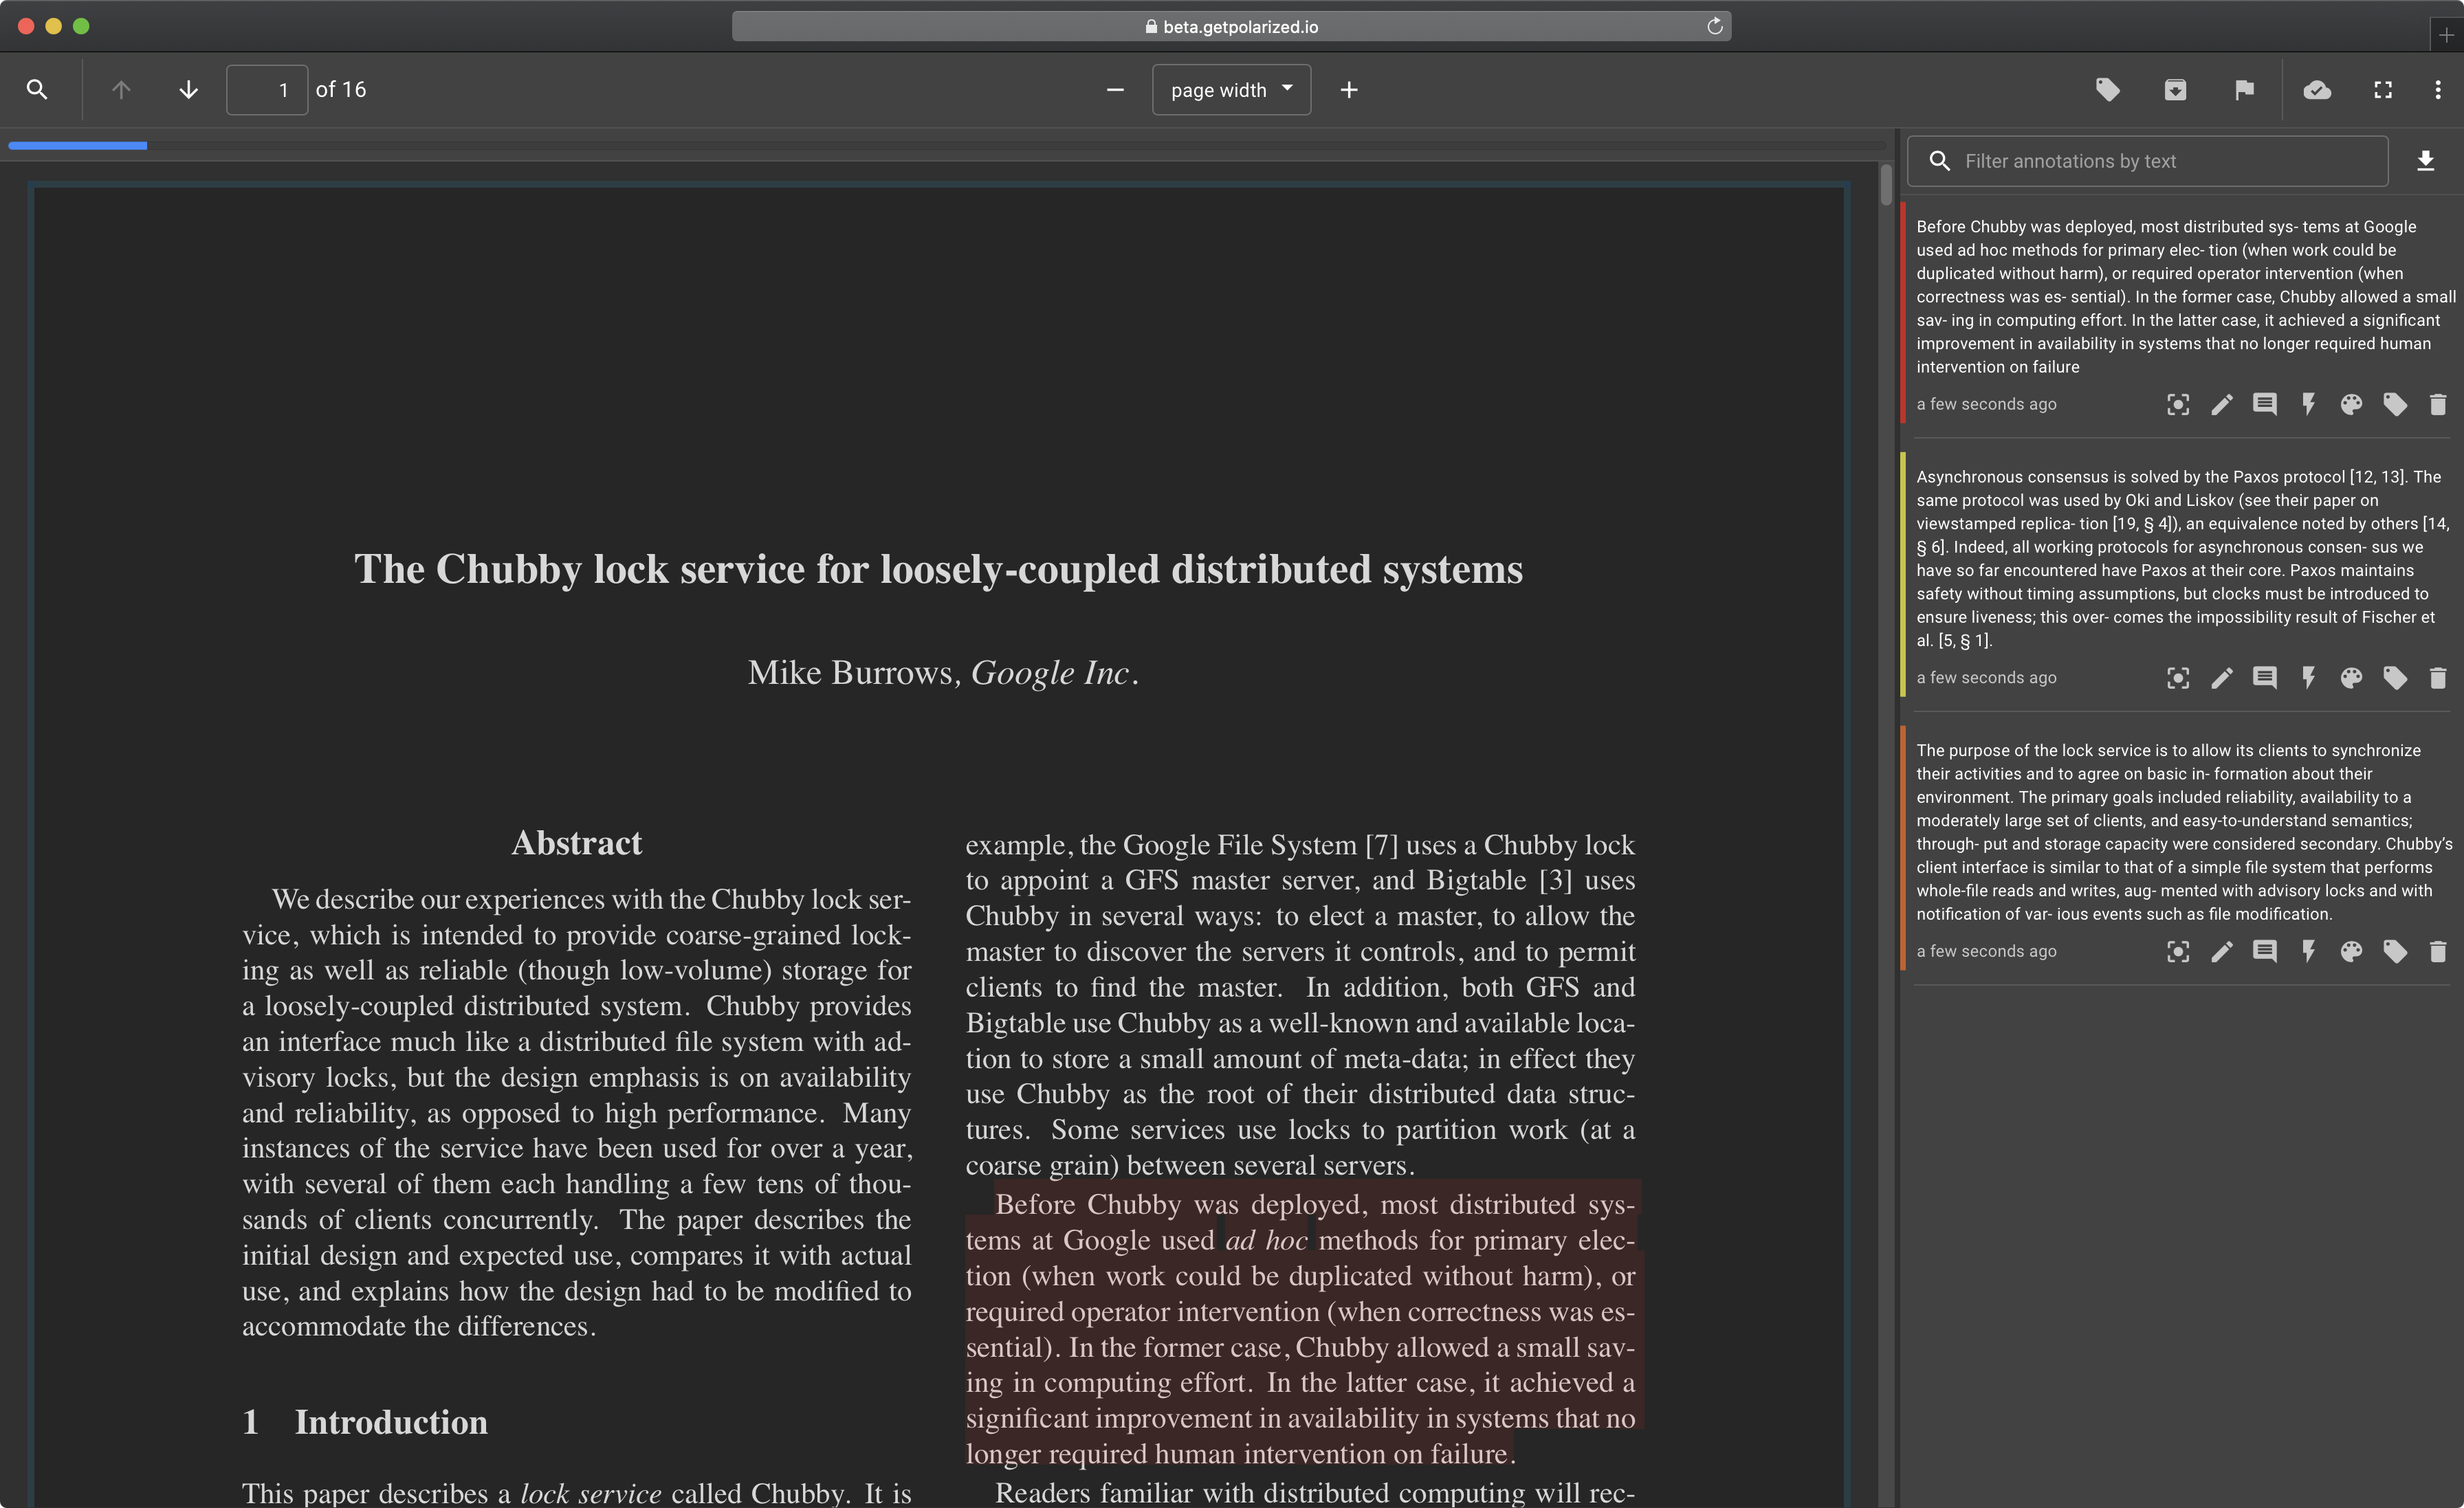 beta.getpolarized.io
1 of 16
page width
Filter annotations by text
The Chubby lock service for loosely-coupled distributed systems
Mike Burrows, Google Inc.
Abstract
We describe our experiences with the Chubby lock ser-
vice, which is intended to provide coarse-grained lock-
ing as well as reliable (though low-volume) storage for
a loosely-coupled distributed system. Chubby provides
an interface much like a distributed file system with ad-
visory locks, but the design emphasis is on availability
and reliability, as opposed to high performance. Many
instances of the service have been used for over a year,
with several of them each handling a few tens of thou-
sands of clients concurrently. The paper describes the
initial design and expected use, compares it with actual
use, and explains how the design had to be modified to
accommodate the differences.
1 Introduction
This paper describes a lock service called Chubby. It is
example, the Google File System [7] uses a Chubby lock
to appoint a GFS master server, and Bigtable [3] uses
Chubby in several ways: to elect a master, to allow the
master to discover the servers it controls, and to permit
clients to find the master. In addition, both GFS and
Bigtable use Chubby as a well-known and available loca-
tion to store a small amount of meta-data; in effect they
use Chubby as the root of their distributed data struc-
tures. Some services use locks to partition work (at a
coarse grain) between several servers.
Before Chubby was deployed, most distributed sys-
tems at Google used ad hoc methods for primary elec-
tion (when work could be duplicated without harm), or
required operator intervention (when correctness was es-
sential). In the former case, Chubby allowed a small sav-
ing in computing effort. In the latter case, it achieved a
significant improvement in availability in systems that no
longer required human intervention on failure.
Readers familiar with distributed computing will rec-
Before Chubby was deployed, most distributed sys- tems at Google
used ad hoc methods for primary elec- tion (when work could be
duplicated without harm), or required operator intervention (when
correctness was es- sential). In the former case, Chubby allowed a small
sav- ing in computing effort. In the latter case, it achieved a significant
improvement in availability in systems that no longer required human
intervention on failure
a few seconds ago
Asynchronous consensus is solved by the Paxos protocol [12, 13]. The
same protocol was used by Oki and Liskov (see their paper on
viewstamped replica- tion [19, § 4]), an equivalence noted by others [14,
§ 6]. Indeed, all working protocols for asynchronous consen- sus we
have so far encountered have Paxos at their core. Paxos maintains
safety without timing assumptions, but clocks must be introduced to
ensure liveness; this over- comes the impossibility result of Fischer et
al. [5, § 1].
a few seconds ago
The purpose of the lock service is to allow its clients to synchronize
their activities and to agree on basic in- formation about their
environment. The primary goals included reliability, availability to a
moderately large set of clients, and easy-to-understand semantics;
through- put and storage capacity were considered secondary. Chubby’s
client interface is similar to that of a simple file system that performs
whole-file reads and writes, aug- mented with advisory locks and with
notification of var- ious events such as file modification.
a few seconds ago